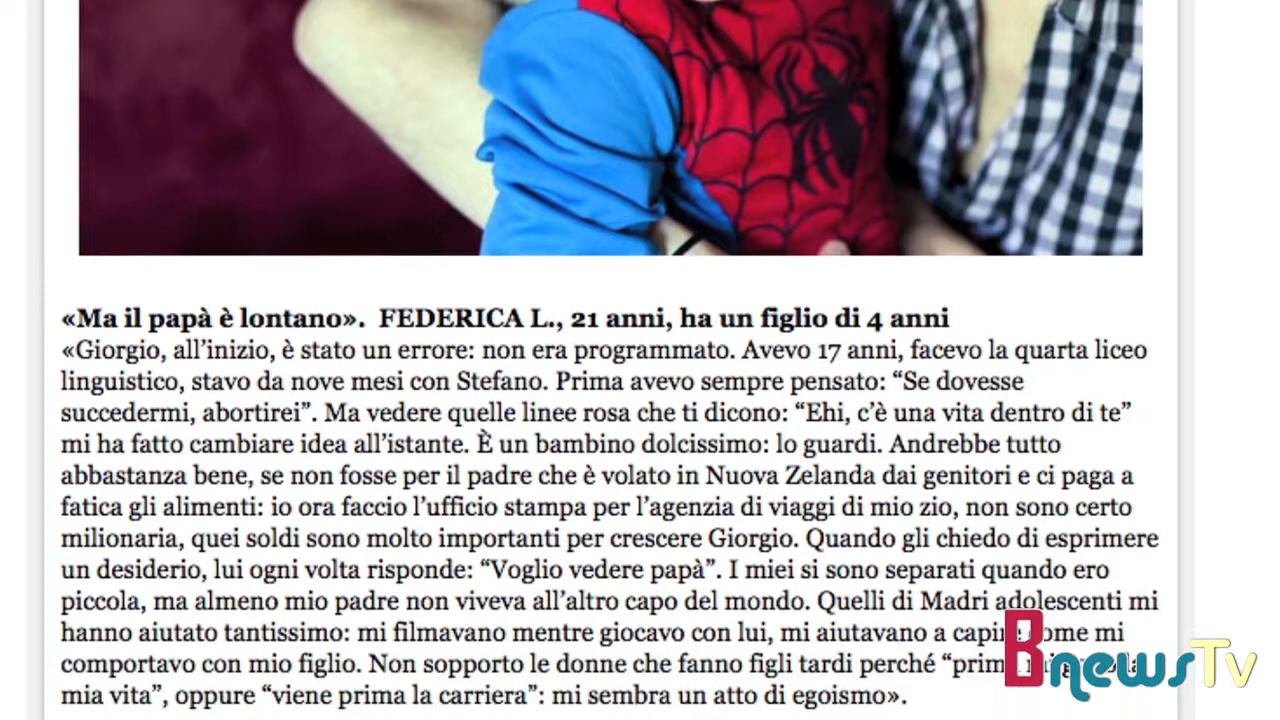 «Ma il papà è lontano».  FEDERICA L., 21 anni, ha un figlio di 4 anni
«Giorgio, all’inizio, è stato un errore: non era programmato. Avevo 17 anni, facevo la quarta liceo
linguistico, stavo da nove mesi con Stefano. Prima avevo sempre pensato: “Se dovesse
succedermi, abortirei”. Ma vedere quelle linee rosa che ti dicono: “Ehi, c’è una vita dentro di te”
mi ha fatto cambiare idea all’istante. È un bambino dolcissimo: lo guardi. Andrebbe tutto
abbastanza bene, se non fosse per il padre che è volato in Nuova Zelanda dai genitori e ci paga a
fatica gli alimenti: io ora faccio l’ufficio stampa per l’agenzia di viaggi di mio zio, non sono certo
milionaria, quei soldi sono molto importanti per crescere Giorgio. Quando gli chiedo di esprimere
un desiderio, lui ogni volta risponde: “Voglio vedere papà”. I miei si sono separati quando ero
piccola, ma almeno mio padre non viveva all’altro capo del mondo. Quelli di Madri adolescenti mi
hanno aiutato tantissimo: mi filmavano mentre giocavo con lui, mi aiutavano a capire come mi
comportavo con mio figlio. Non sopporto le donne che fanno figli tardi perché “prima
mia vita”, oppure “viene prima la carriera”: mi sembra un atto di egoismo».
BnewsTv